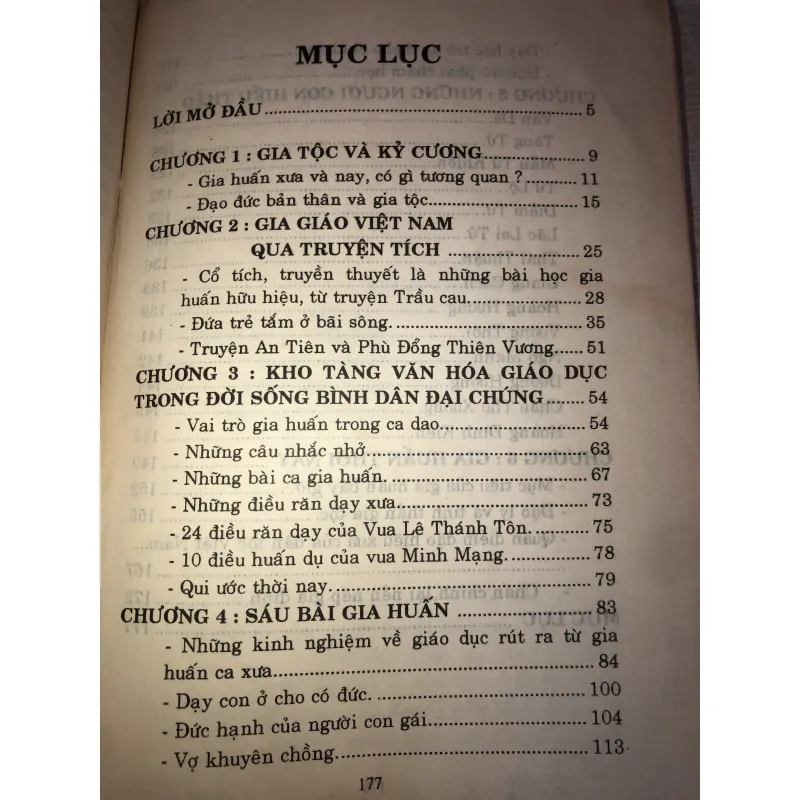 MỤC LỤC
LỜI MỞ ĐẦU.......................................................... 5
CHƯƠNG 1 : GIA TỘC VÀ KỶ CƯƠNG.................... 9
- Gia huấn xưa và nay, có gì tương quan ?.......... 11
- Đạo đức bản thân và gia tộc............................ 15
CHƯƠNG 2 : GIA GIÁO VIỆT NAM
QUA TRUYỆN TÍCH ......................... 25
- Cổ tích, truyền thuyết là những bài học gia
huấn hữu hiệu, từ truyện Trầu cau.................... 28
- Đứa trẻ tắm ở bãi sông. .................................. 35
- Truyện An Tiên và Phù Đổng Thiên Vương...... 51
CHƯƠNG 3 : KHO TÀNG VĂN HÓA GIÁO DỤC
TRONG ĐỜI SỐNG BÌNH DÂN ĐẠI CHÚNG........ 54
- Vai trò gia huấn trong ca dao........................... 54
- Những câu nhắc nhở........................................ 63
- Những bài ca gia huấn. ................................... 67
- Những điều răn dạy xưa................................... 73
- 24 điều răn dạy của Vua Lê Thánh Tôn. .......... 75
- 10 điều huấn dụ của vua Minh Mạng. .............. 78
- Qui ước thời nay. ............................................ 79
CHƯƠNG 4 : SÁU BÀI GIA HUẤN ......................... 83
- Những kinh nghiệm về giáo dục rút ra từ gia
huấn ca xưa....................................................... 84
- Dạy con ở cho có đức. ................................... 100
- Đức hạnh của người con gái........................... 104
- Vợ khuyên chồng........................................... 113
177